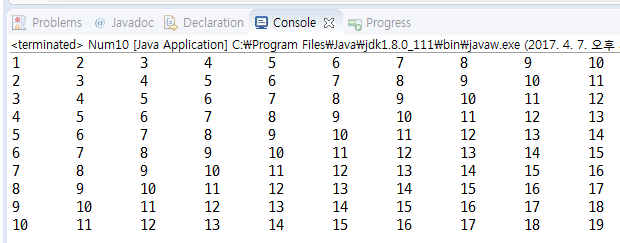 Problems @ Javadoc Declaration Console Progress
<terminated> Num10 [Java Application] C:￦Program Files￦Java￦jdk1.8.0_111￦bin￦javaw.exe (2017. 4. 7. 오후
1 2 3 4 5 6 7 8 9 10
2 3 4 5 6 7 8 9 10 11
3 4 5 6 7 8 9 10 11 12
4 5 6 7 8 9 10 11 12 13
5 6 7 8 9 10 11 12 13 14
6 7 8 9 10 11 12 13 14 15
7 8 9 10 11 12 13 14 15 16
8 9 10 11 12 13 14 15 16 17
9 10 11 12 13 14 15 16 17 18
10 11 12 13 14 15 16 17 18 19